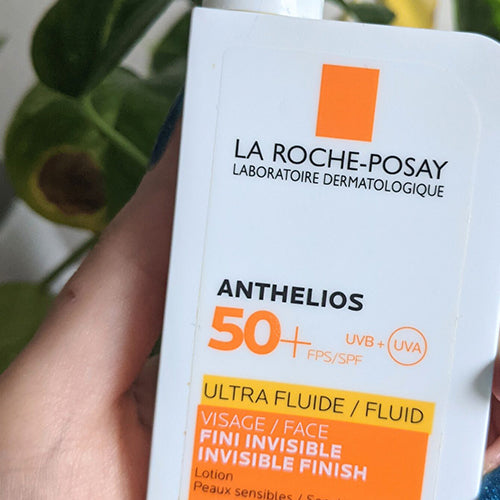 LA ROCHE-POSAY
LABORATOIRE DERMATOLOGIQUE
ANTHELIOS
50+ FPS/SPF UVB + UVA
ULTRA FLUIDE / FLUID
VISAGE / FACE
FINI INVISIBLE
INVISIBLE FINISH
Lotion
Peaux sensibles /